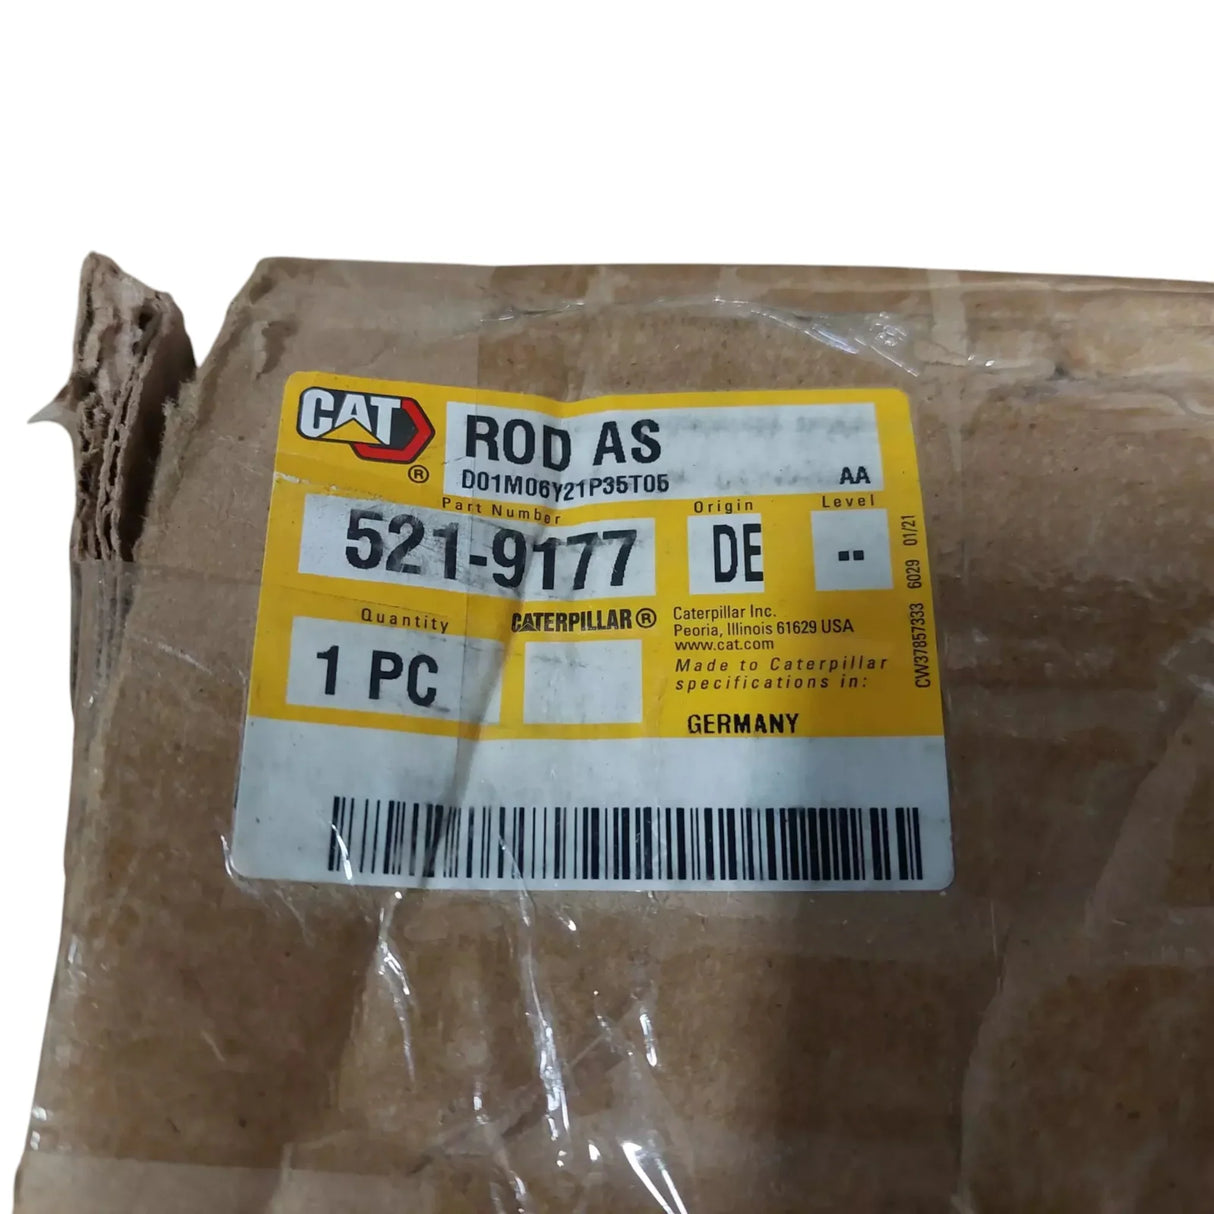 CAT
®
ROD AS
D01M06Y21P35T05 AA
Part Number Origin Level
521-9177 DE --
Quantity
1 PC
CATERPILLAR®
Caterpillar Inc.
Peoria, Illinois 61629 USA
www.cat.com
Made to Caterpillar
specifications in:
GERMANY
CW37857333 6029 01/21